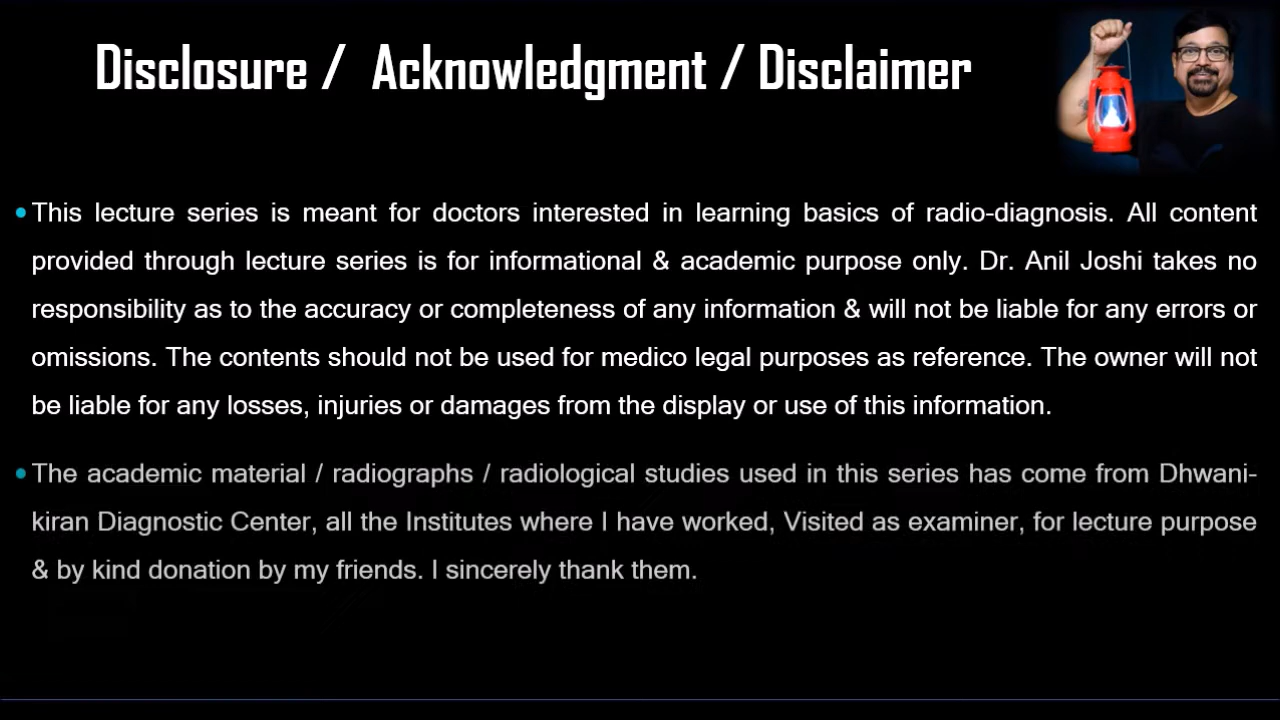 Disclosure / Acknowledgment / Disclaimer
• This lecture series is meant for doctors interested in learning basics of radio-diagnosis. All content
provided through lecture series is for informational & academic purpose only. Dr. Anil Joshi takes no
responsibility as to the accuracy or completeness of any information & will not be liable for any errors or
omissions. The contents should not be used for medico legal purposes as reference. The owner will not
be liable for any losses, injuries or damages from the display or use of this information.
• The academic material / radiographs / radiological studies used in this series has come from Dhwani-
kiran Diagnostic Center, all the Institutes where I have worked, Visited as examiner, for lecture purpose
& by kind donation by my friends. I sincerely thank them.